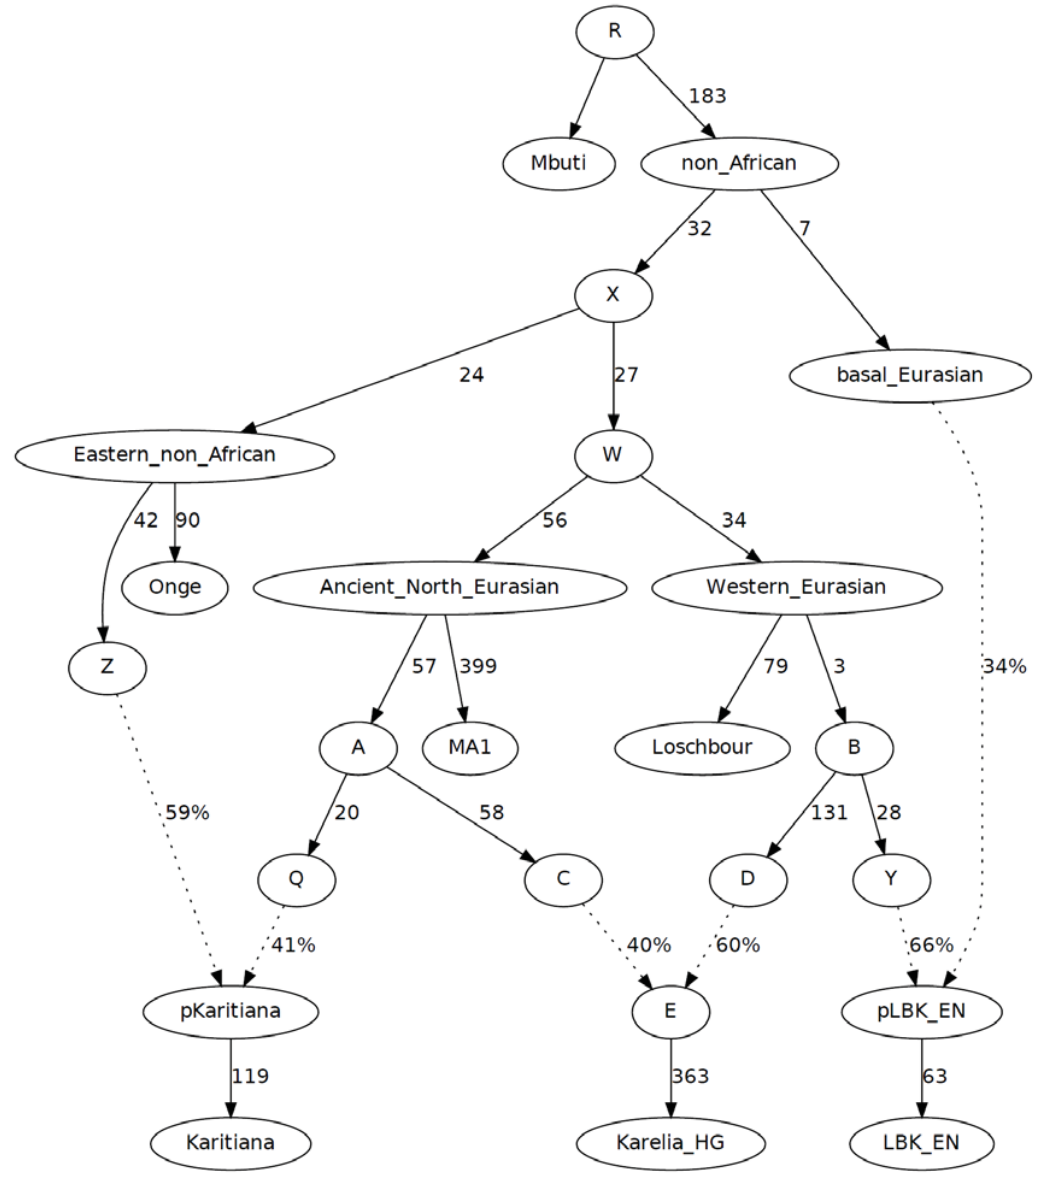 R
183
Mbuti
non_African
32
7
X
24
27
basal_Eurasian
Eastern_non_African
W
42
90
56
34
Onge
Ancient_North_Eurasian
Western_Eurasian
Z
57
399
79
3
34%
A
MA1
Loschbour
B
59%
20
58
131
28
Q
C
D
Y
41%
40%
60%
66%
pKaritiana
E
pLBK_EN
119
363
63
Karitiana
Karelia_HG
LBK_EN